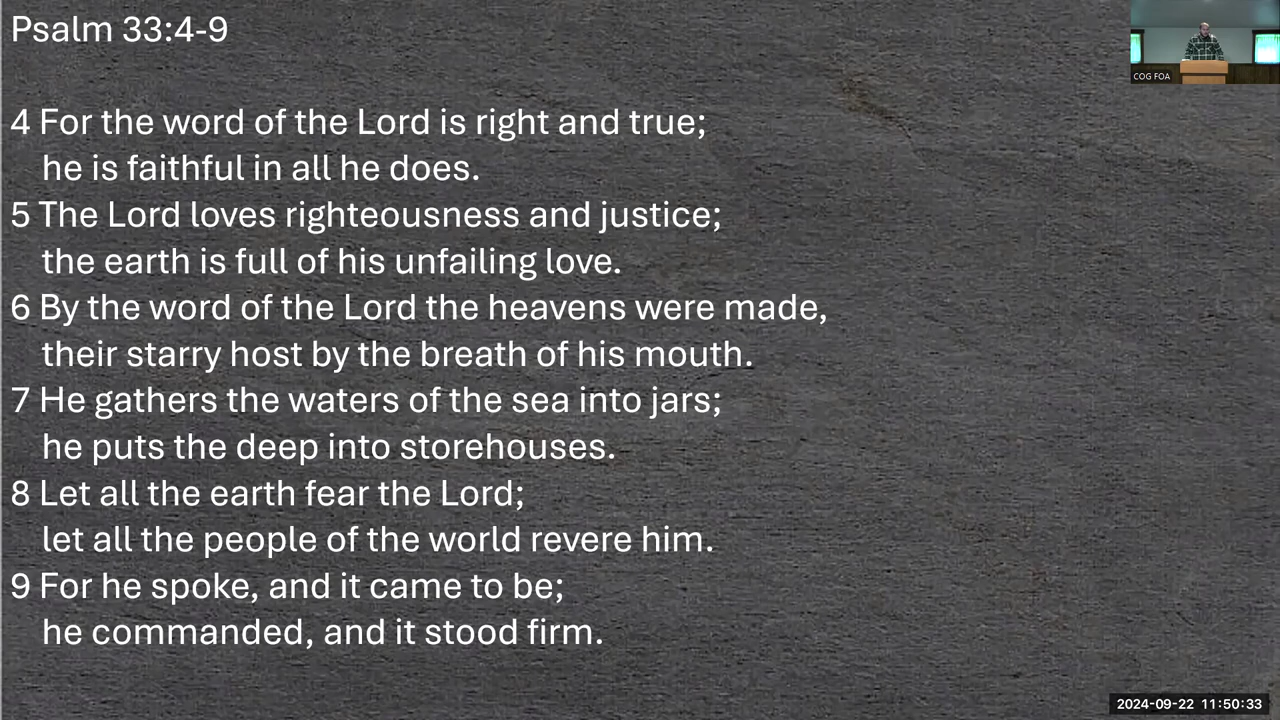 Psalm 33:4-9
COG FOA
4 For the word of the Lord is right and true;
he is faithful in all he does.
5 The Lord loves righteousness and justice;
the earth is full of his unfailing love.
6 By the word of the Lord the heavens were made,
their starry host by the breath of his mouth.
7 He gathers the waters of the sea into jars;
he puts the deep into storehouses.
8 Let all the earth fear the Lord;
let all the people of the world revere him.
9 For he spoke, and it came to be;
he commanded, and it stood firm.
2024-09-22 11:50:33